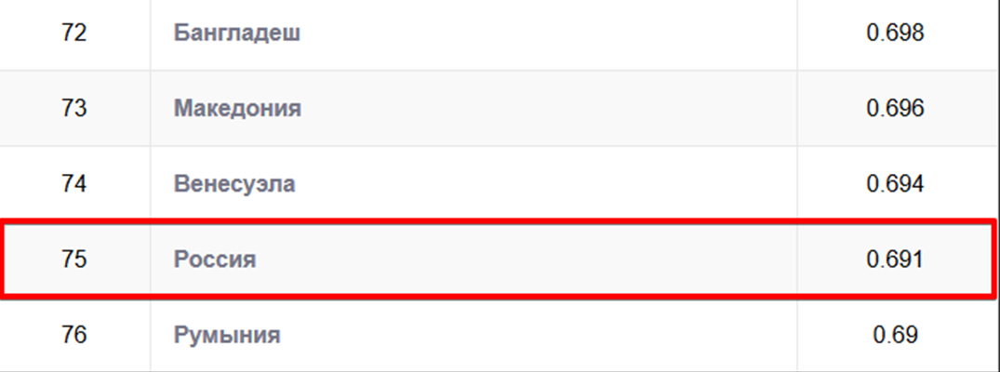 72 Бангладеш 0.698
73 Македония 0.696
74 Венесуэла 0.694
75 Россия 0.691
76 Румыния 0.69